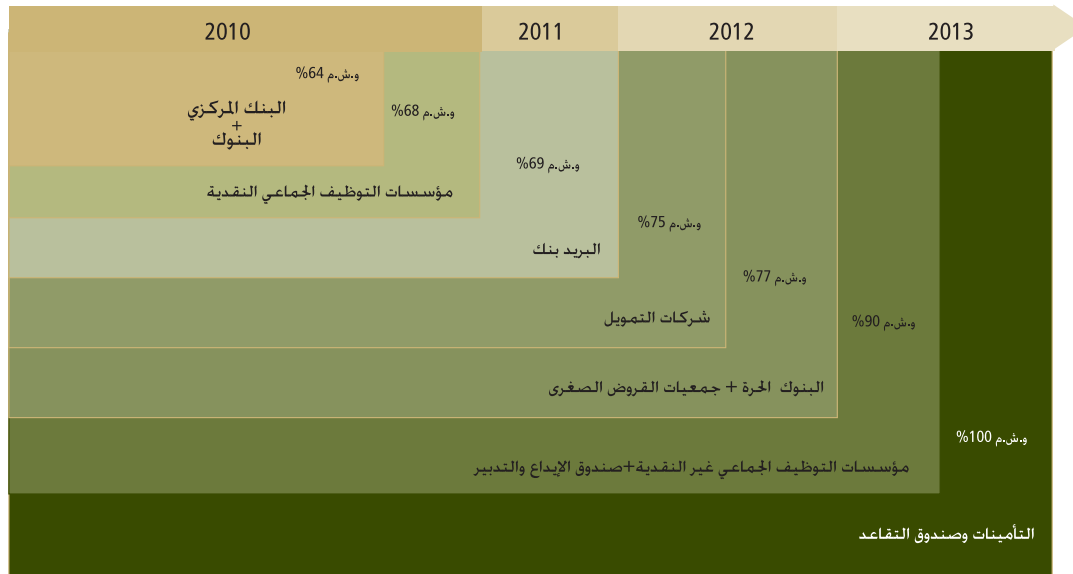 2010 2011 2012 2013
و.ش.م 64%
البنك المركزي
+
البنوك
و.ش.م 68%
مؤسسات التوظيف الجماعي النقدية
و.ش.م 69%
البريد بنك
و.ش.م 75%
شركات التمويل
و.ش.م 77%
البنوك الحرة + جمعيات القروض الصغرى
و.ش.م 90%
مؤسسات التوظيف الجماعي غير النقدية+صندوق الإيداع والتدبير
و.ش.م 100%
التأمينات وصندوق التقاعد